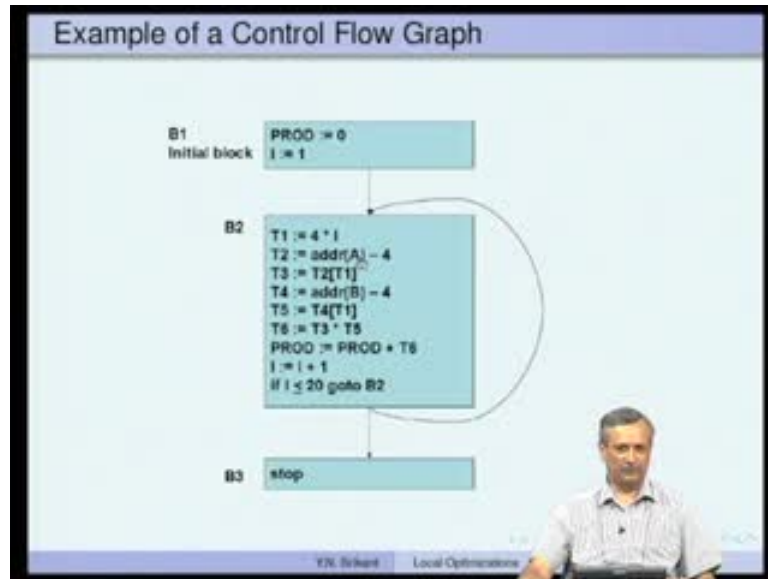 Example of a Control Flow Graph
B1
Initial block
PROD := 0
I := 1
B2
T1 := 4 * I
T2 := addr(A) – 4
T3 := T2[T1]
T4 := addr(B) – 4
T5 := T4[T1]
T6 := T3 * T5
PROD := PROD + T6
I := I + 1
if I ≤ 20 goto B2
B3
stop
Y.N. Srikant
Local Optimizations